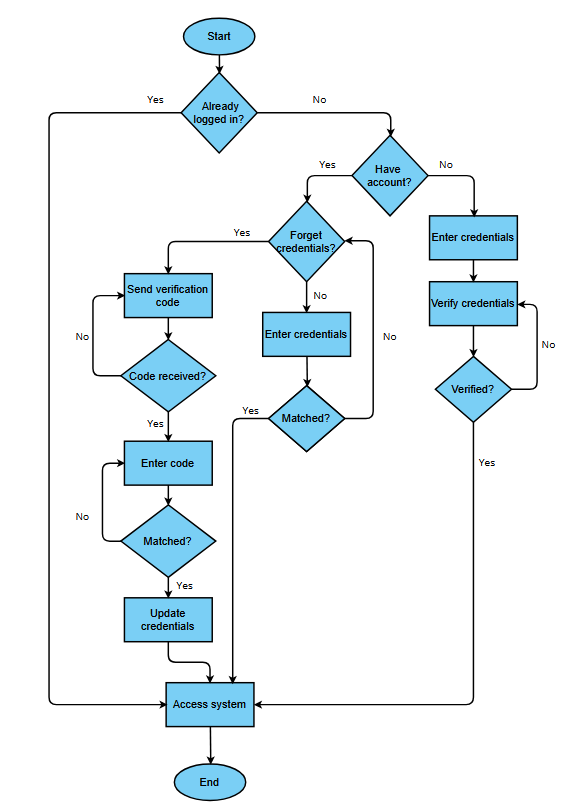 Start
Yes
No
Already
logged in?
Yes
No
Have
account?
Yes
Forget
credentials?
Enter credentials
Send verification
code
No
Enter credentials
Verify credentials
No
No
No
Code received?
Verified?
Yes
Matched?
Yes
Yes
Enter code
No
Matched?
Yes
Update
credentials
Access system
End